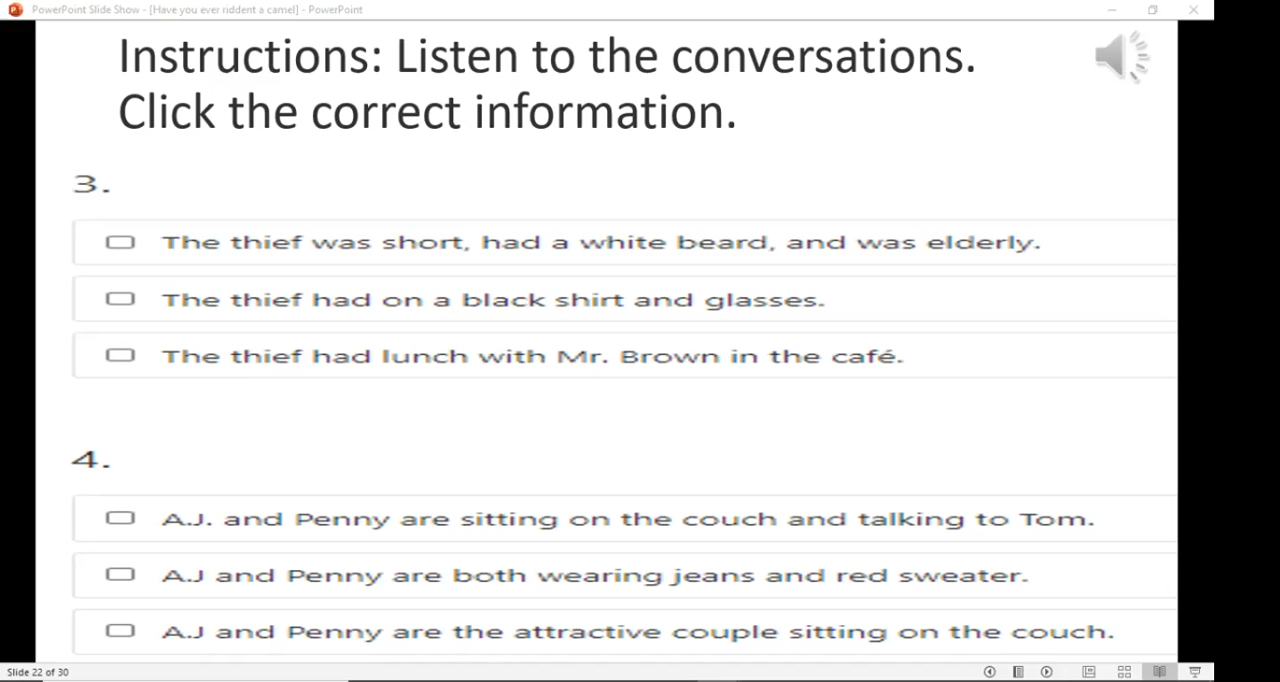 PowerPoint Slide Show - [Have you ever riddent a camel] - PowerPoint
Instructions: Listen to the conversations.
Click the correct information.
3.
The thief was short, had a white beard, and was elderly.
The thief had on a black shirt and glasses.
The thief had lunch with Mr. Brown in the café.
4.
A.J. and Penny are sitting on the couch and talking to Tom.
A.J and Penny are both wearing jeans and red sweater.
A.J and Penny are the attractive couple sitting on the couch.
Slide 22 of 30